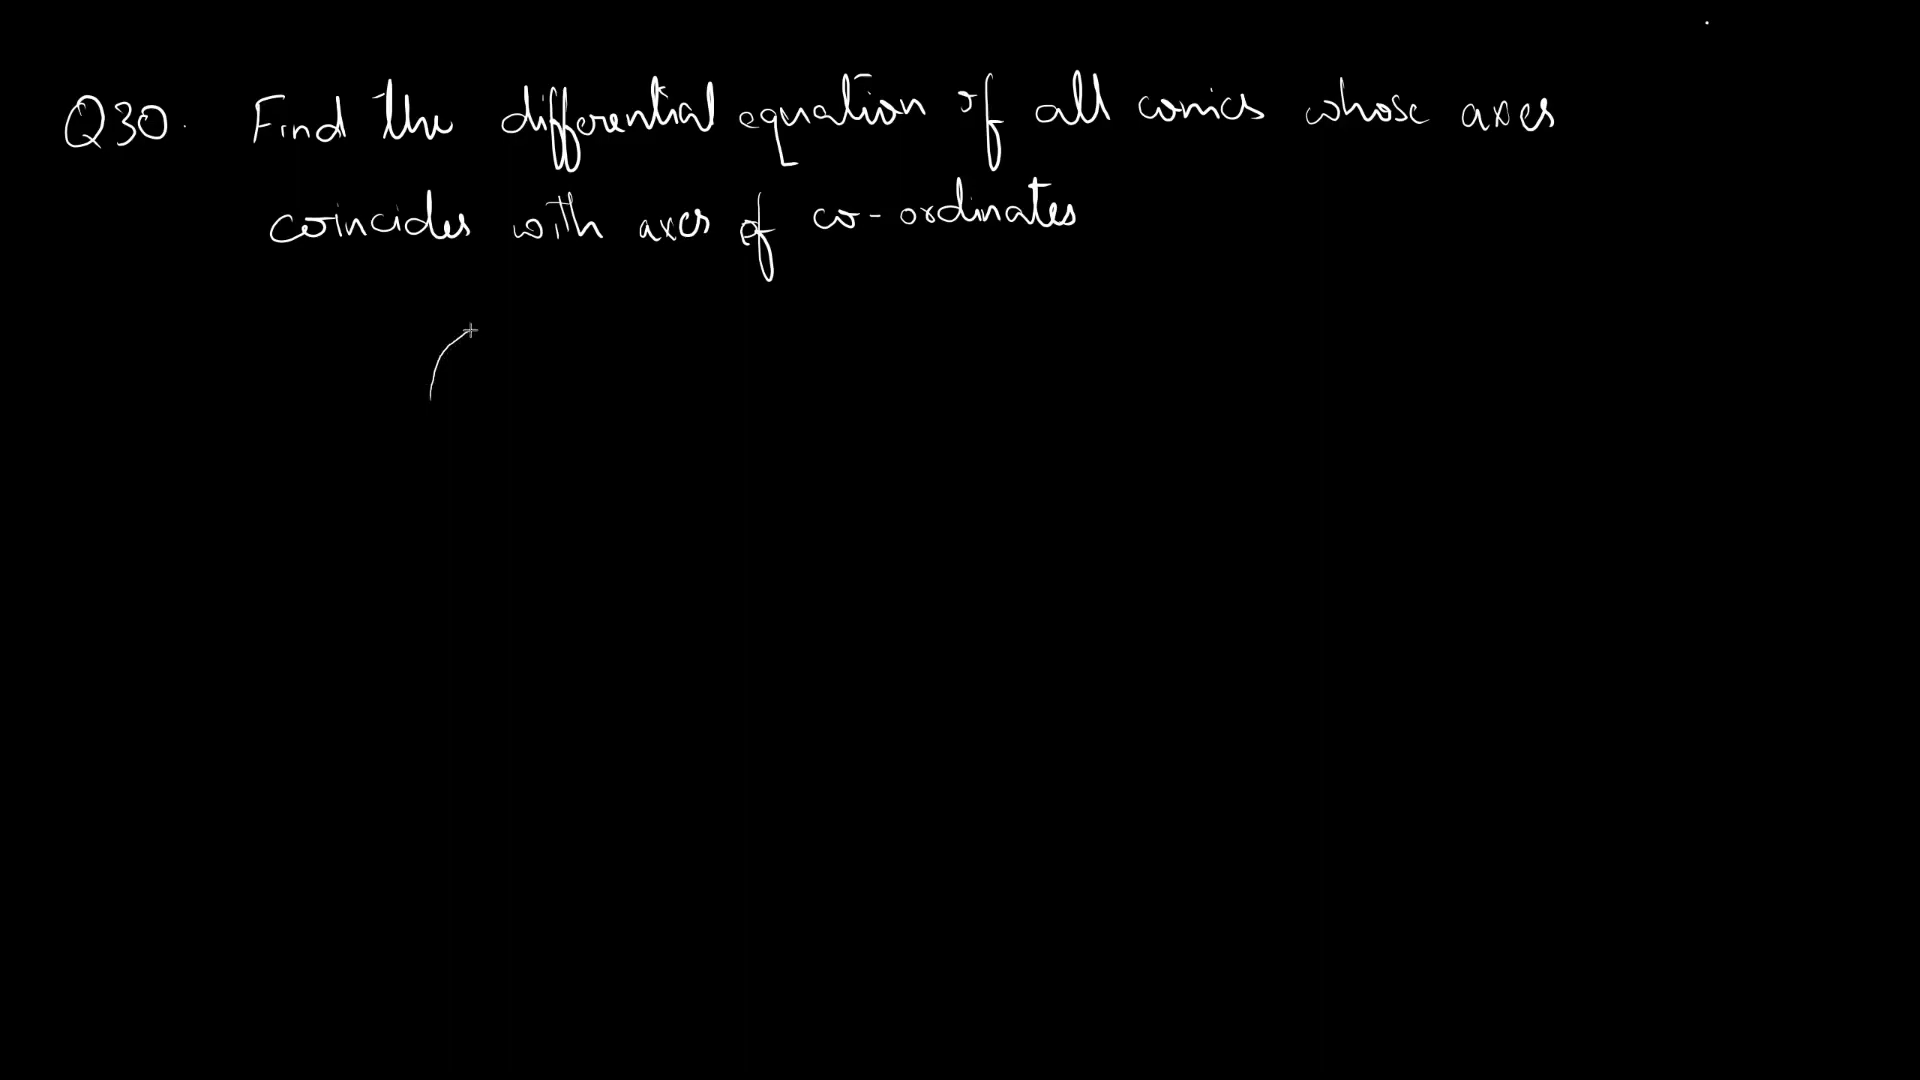 Q30. Find the differential equation of all conics whose axes
coincides with axes of co-ordinates